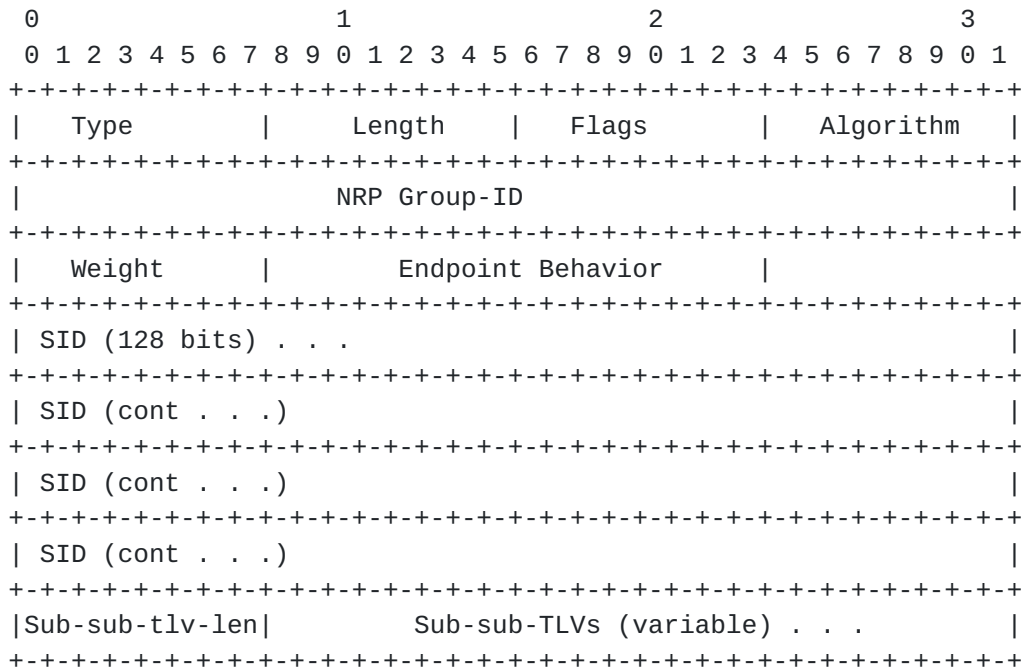 0                   1                   2                   3
 0 1 2 3 4 5 6 7 8 9 0 1 2 3 4 5 6 7 8 9 0 1 2 3 4 5 6 7 8 9 0 1
+-+-+-+-+-+-+-+-+-+-+-+-+-+-+-+-+-+-+-+-+-+-+-+-+-+-+-+-+-+-+-+-+
|   Type        |     Length    |   Flags       |   Algorithm   |
+-+-+-+-+-+-+-+-+-+-+-+-+-+-+-+-+-+-+-+-+-+-+-+-+-+-+-+-+-+-+-+-+
|                    NRP Group-ID                               |
+-+-+-+-+-+-+-+-+-+-+-+-+-+-+-+-+-+-+-+-+-+-+-+-+-+-+-+-+-+-+-+-+
|   Weight      |        Endpoint Behavior      |
+-+-+-+-+-+-+-+-+-+-+-+-+-+-+-+-+-+-+-+-+-+-+-+-+-+-+-+-+-+-+-+-+
| SID (128 bits) . . .                                          |
+-+-+-+-+-+-+-+-+-+-+-+-+-+-+-+-+-+-+-+-+-+-+-+-+-+-+-+-+-+-+-+-+
| SID (cont . . .)                                              |
+-+-+-+-+-+-+-+-+-+-+-+-+-+-+-+-+-+-+-+-+-+-+-+-+-+-+-+-+-+-+-+-+
| SID (cont . . .)                                              |
+-+-+-+-+-+-+-+-+-+-+-+-+-+-+-+-+-+-+-+-+-+-+-+-+-+-+-+-+-+-+-+-+
| SID (cont . . .)                                              |
+-+-+-+-+-+-+-+-+-+-+-+-+-+-+-+-+-+-+-+-+-+-+-+-+-+-+-+-+-+-+-+-+
|Sub-sub-tlv-len|         Sub-sub-TLVs (variable) . . .         |
+-+-+-+-+-+-+-+-+-+-+-+-+-+-+-+-+-+-+-+-+-+-+-+-+-+-+-+-+-+-+-+-+